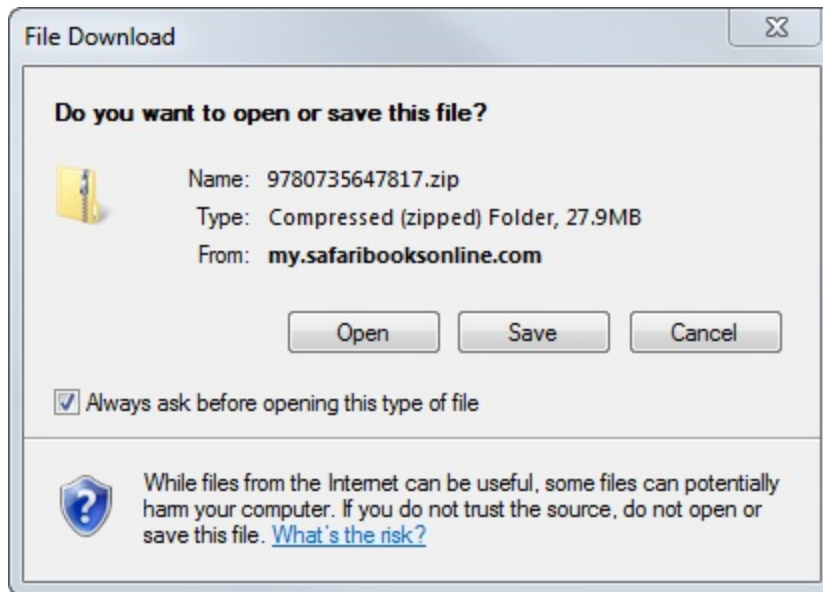 File Download
Do you want to open or save this file?
Name: 9780735647817.zip
Type: Compressed (zipped) Folder, 27.9MB
From: my.safaribooksonline.com
Open Save Cancel
Always ask before opening this type of file
While files from the Internet can be useful, some files can potentially
harm your computer. If you do not trust the source, do not open or
save this file. What's the risk?